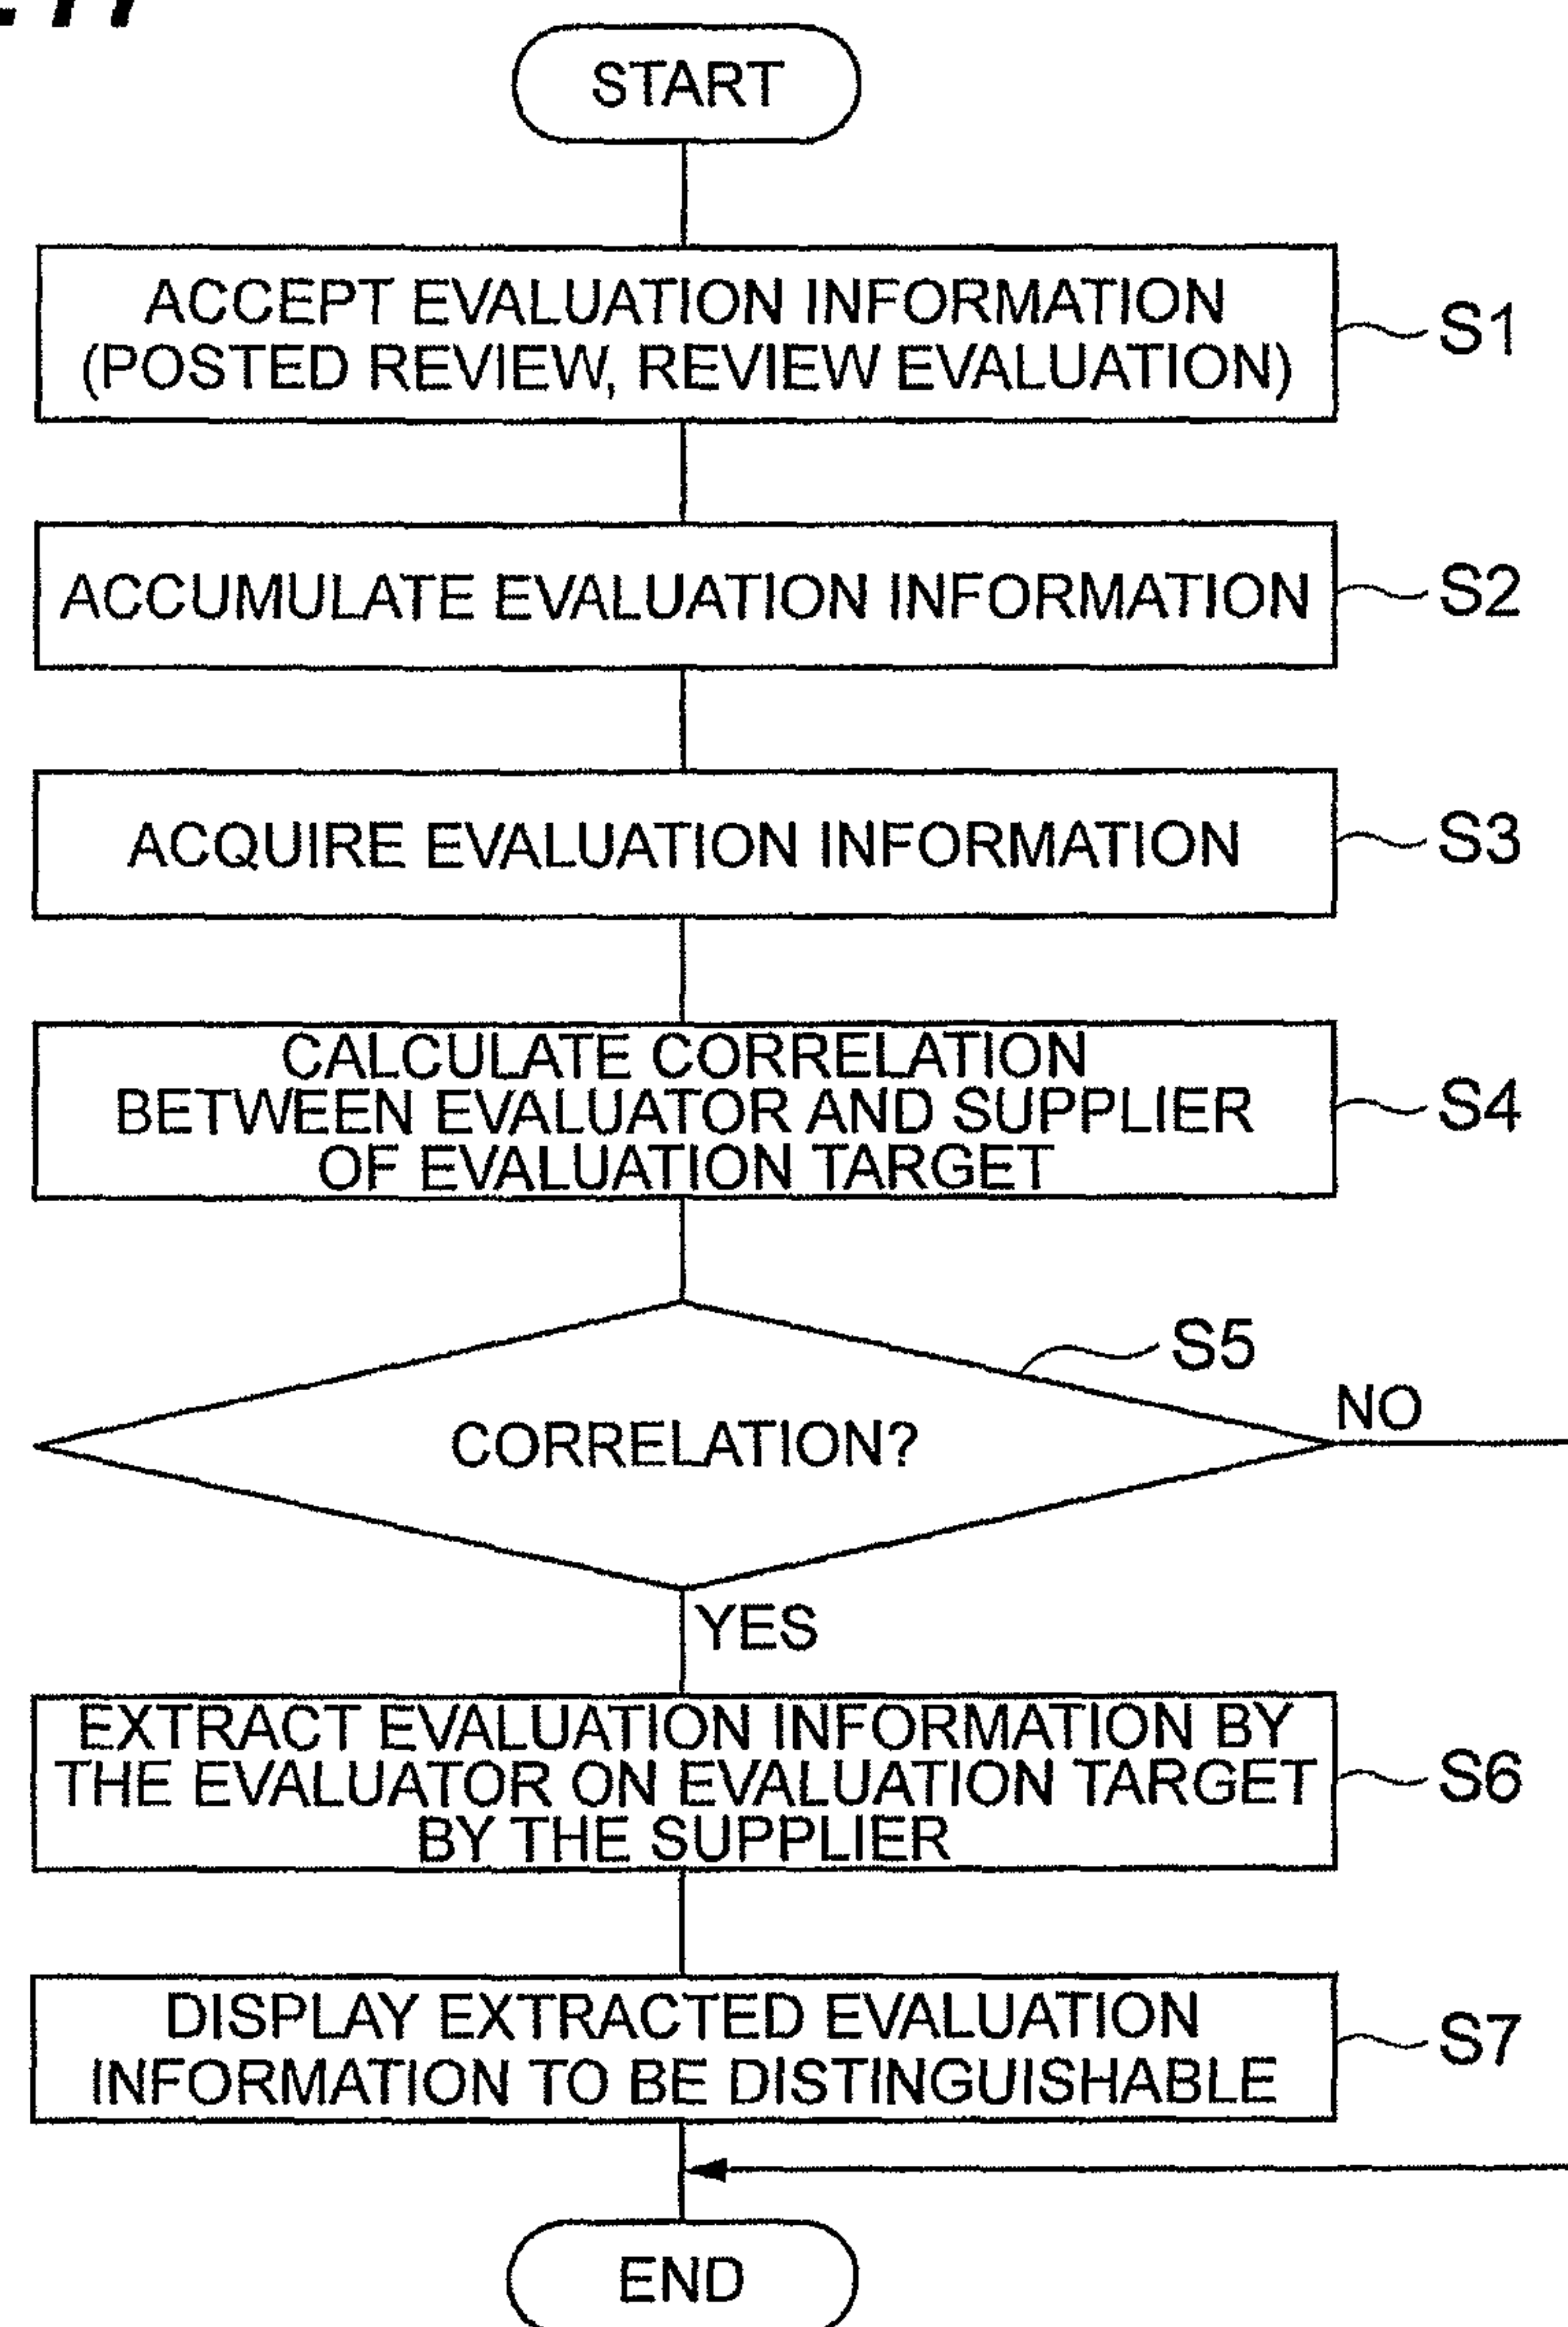 START
ACCEPT EVALUATION INFORMATION
(POSTED REVIEW, REVIEW EVALUATION)
S1
ACCUMULATE EVALUATION INFORMATION
S2
ACQUIRE EVALUATION INFORMATION
S3
CALCULATE CORRELATION
BETWEEN EVALUATOR AND SUPPLIER
OF EVALUATION TARGET
S4
S5
CORRELATION?
NO
YES
EXTRACT EVALUATION INFORMATION BY
THE EVALUATOR ON EVALUATION TARGET
BY THE SUPPLIER
S6
DISPLAY EXTRACTED EVALUATION
INFORMATION TO BE DISTINGUISHABLE
S7
END